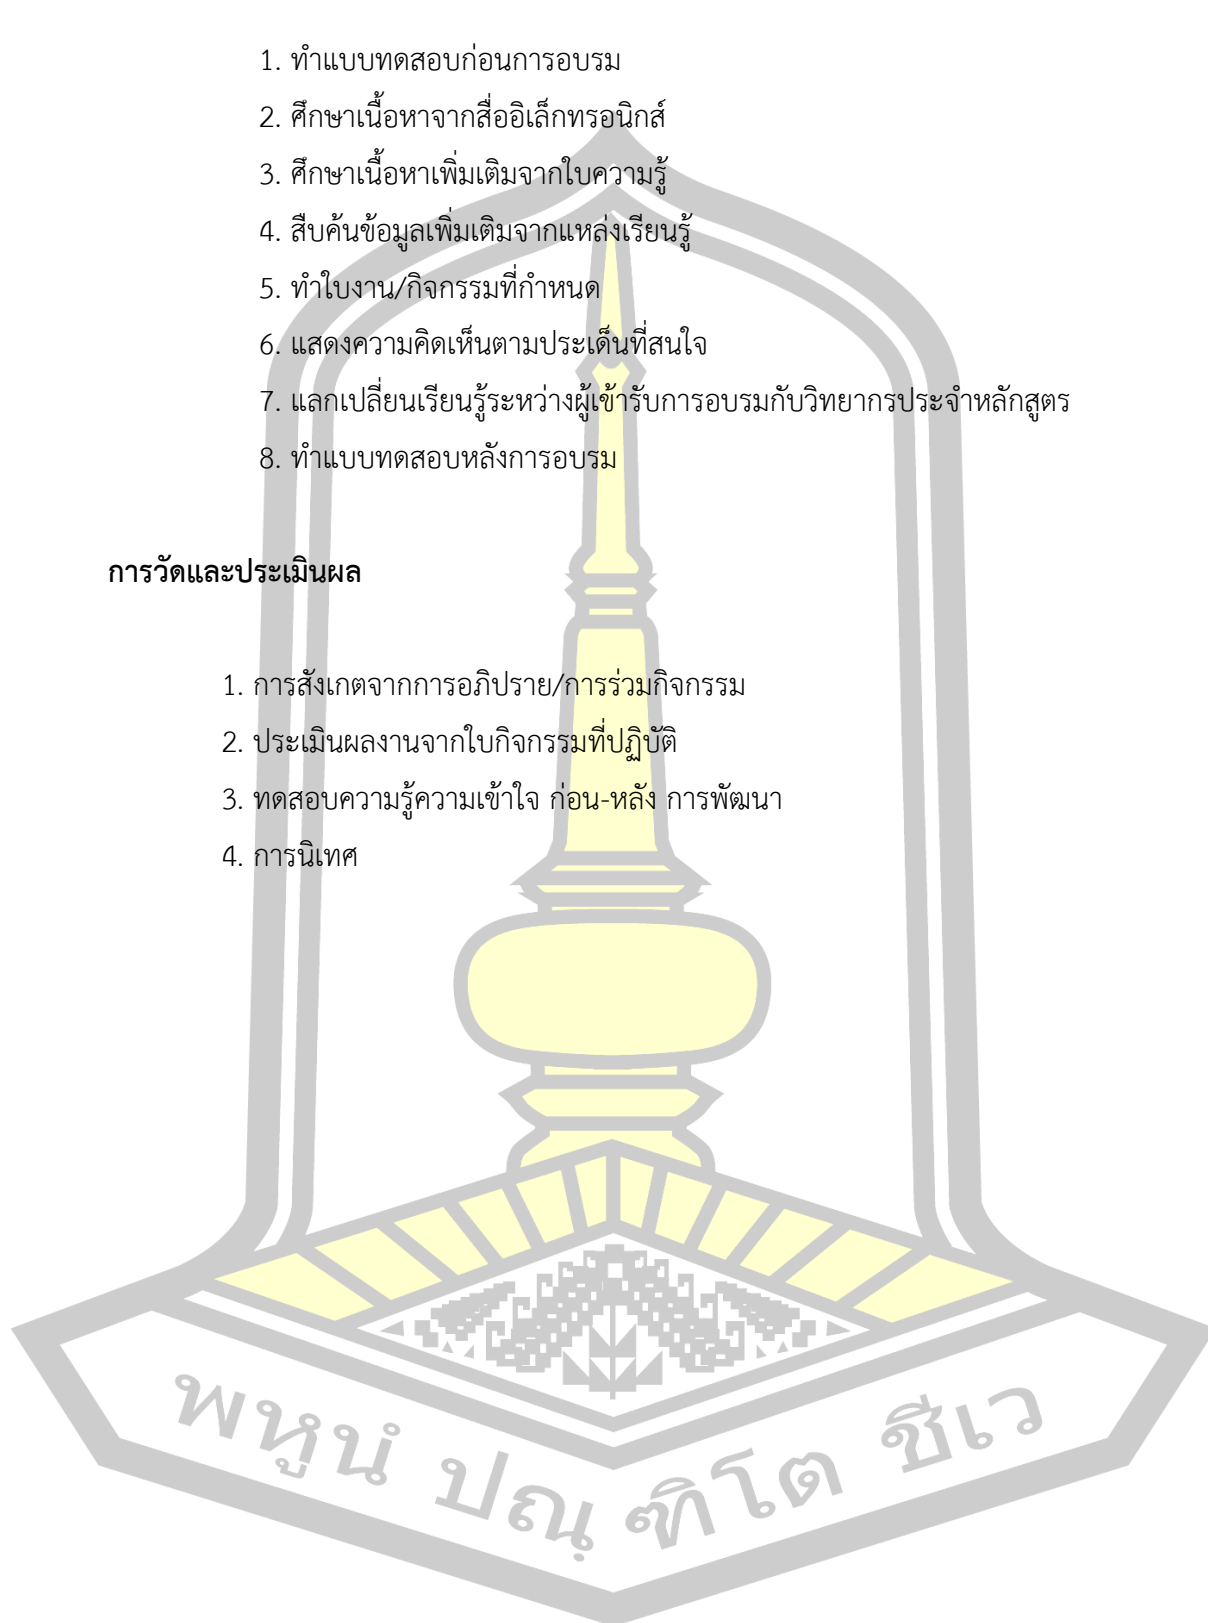 1. ทำแบบทดสอบก่อนการอบรม
2. ศึกษาเนื้อหาจากสื่ออิเล็กทรอนิกส์
3. ศึกษาเนื้อหาเพิ่มเติมจากใบความรู้
4. สืบค้นข้อมูลเพิ่มเติมจากแหล่งเรียนรู้
5. ทำใบงาน/กิจกรรมที่กำหนด
6. แสดงความคิดเห็นตามประเด็นที่สนใจ
7. แลกเปลี่ยนเรียนรู้ระหว่างผู้เข้ารับการอบรมกับวิทยากรประจำหลักสูตร
8. ทำแบบทดสอบหลังการอบรม
การวัดและประเมินผล
1. การสังเกตจากการอภิปราย/การร่วมกิจกรรม
2. ประเมินผลงานจากใบกิจกรรมที่ปฏิบัติ
3. ทดสอบความรู้ความเข้าใจ ก่อน-หลัง การพัฒนา
4. การนิเทศ
พหูนํ ปณฺฑิโต ชีเว